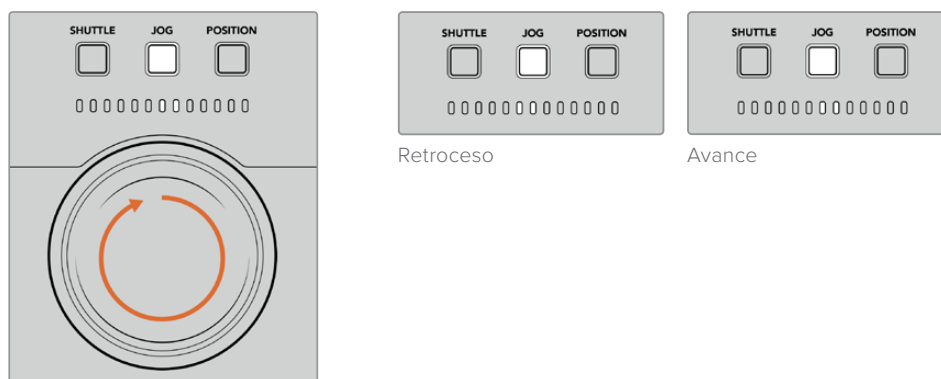 SHUTTLE JOG POSITION
SHUTTLE JOG POSITION
Retroceso
SHUTTLE JOG POSITION
Avance